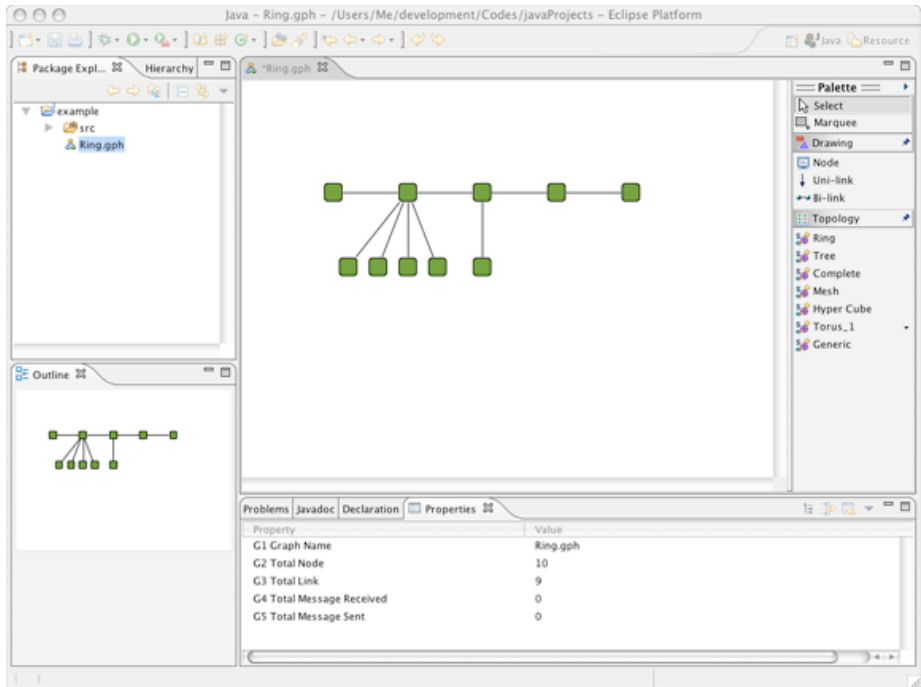 Java – Ring.gph – /Users/Me/development/Codes/javaProjects – Eclipse Platform
Java Resource
Package Expl... Hierarchy
example
src
Ring.gph
*Ring.gph
Palette
Select
Marquee
Drawing
Node
Uni-link
Bi-link
Topology
Ring
Tree
Complete
Mesh
Hyper Cube
Torus_1
Generic
Outline
Problems Javadoc Declaration Properties
Property Value
G1 Graph Name Ring.gph
G2 Total Node 10
G3 Total Link 9
G4 Total Message Received 0
G5 Total Message Sent 0